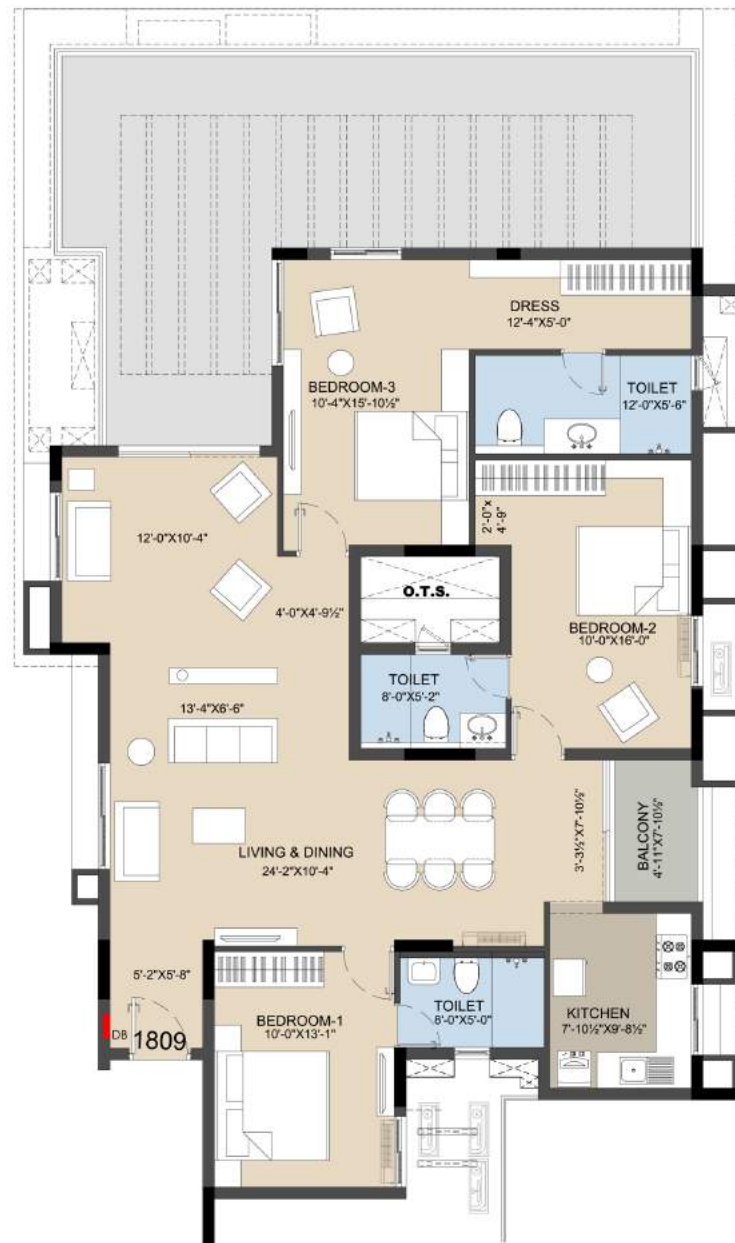 DRESS
12'-4"X5'-0"
BEDROOM-3
10'-4"X15'-10½"
TOILET
12'-0"X5'-6"
2'-0"x
4'-9"
12'-0"X10'-4"
O.T.S.
4'-0"X4'-9½"
BEDROOM-2
10'-0"X16'-0"
TOILET
8'-0"X5'-2"
13'-4"X6'-6"
3'-3½"X7'-10½"
BALCONY
4'-11"X7'-10½"
LIVING & DINING
24'-2"X10'-4"
5'-2"X5'-8"
DB
1809
BEDROOM-1
10'-0"X13'-1"
TOILET
8'-0"X5'-0"
KITCHEN
7'-10½"X9'-8½"